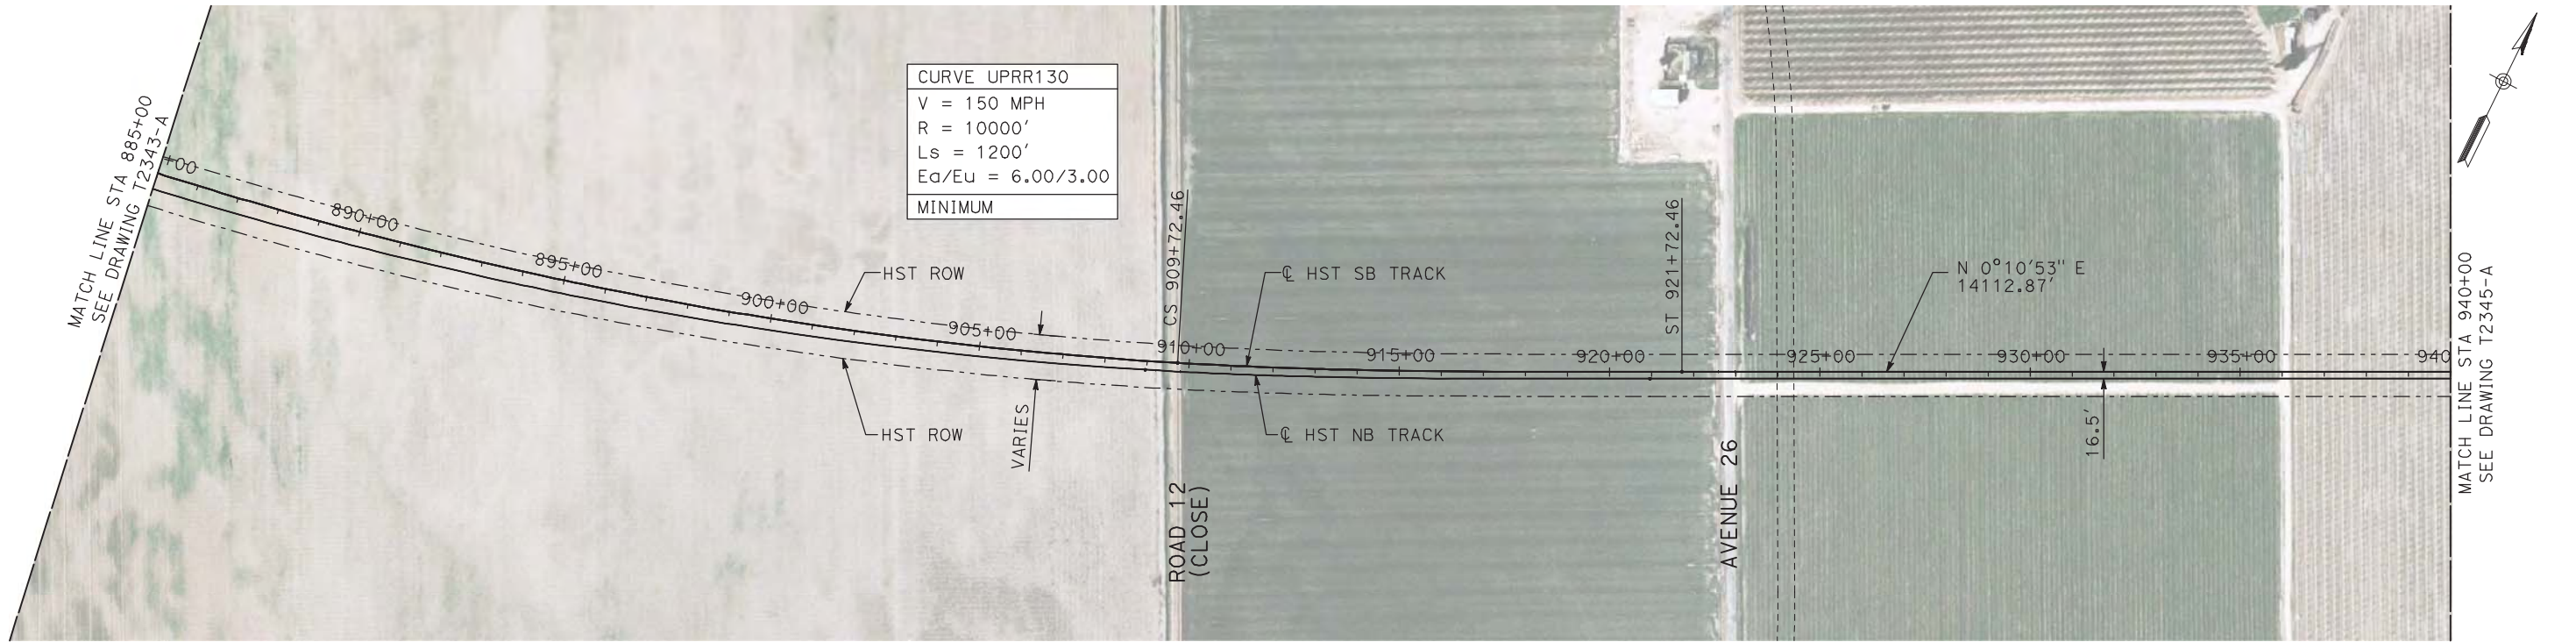 MATCH LINE STA 885+00
SEE DRAWING T2343-A
+00
890+00
895+00
900+00
905+00
910+00
915+00
920+00
925+00
930+00
935+00
940
CURVE UPRR130
V = 150 MPH
R = 10000'
Ls = 1200'
Ea/Eu = 6.00/3.00
MINIMUM
HST ROW
HST ROW
VARIES
CS 909+72.46
ROAD 12
(CLOSE)
℄ HST SB TRACK
℄ HST NB TRACK
ST 921+72.46
AVENUE 26
N 0°10'53" E
14112.87'
16.5'
MATCH LINE STA 940+00
SEE DRAWING T2345-A